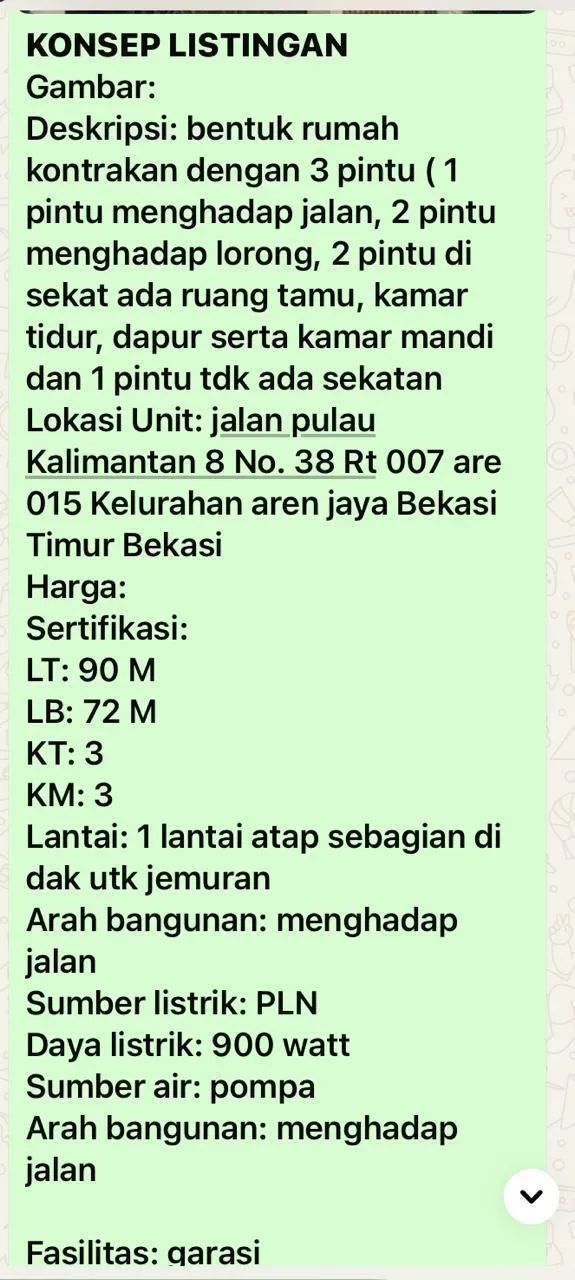 KONSEP LISTINGAN
Gambar:
Deskripsi: bentuk rumah
kontrakan dengan 3 pintu ( 1
pintu menghadap jalan, 2 pintu
menghadap lorong, 2 pintu di
sekat ada ruang tamu, kamar
tidur, dapur serta kamar mandi
dan 1 pintu tdk ada sekatan
Lokasi Unit: jalan pulau
Kalimantan 8 No. 38 Rt 007 are
015 Kelurahan aren jaya Bekasi
Timur Bekasi
Harga:
Sertifikasi:
LT: 90 M
LB: 72 M
KT: 3
KM: 3
Lantai: 1 lantai atap sebagian di
dak utk jemuran
Arah bangunan: menghadap
jalan
Sumber listrik: PLN
Daya listrik: 900 watt
Sumber air: pompa
Arah bangunan: menghadap
jalan
Fasilitas: garasi